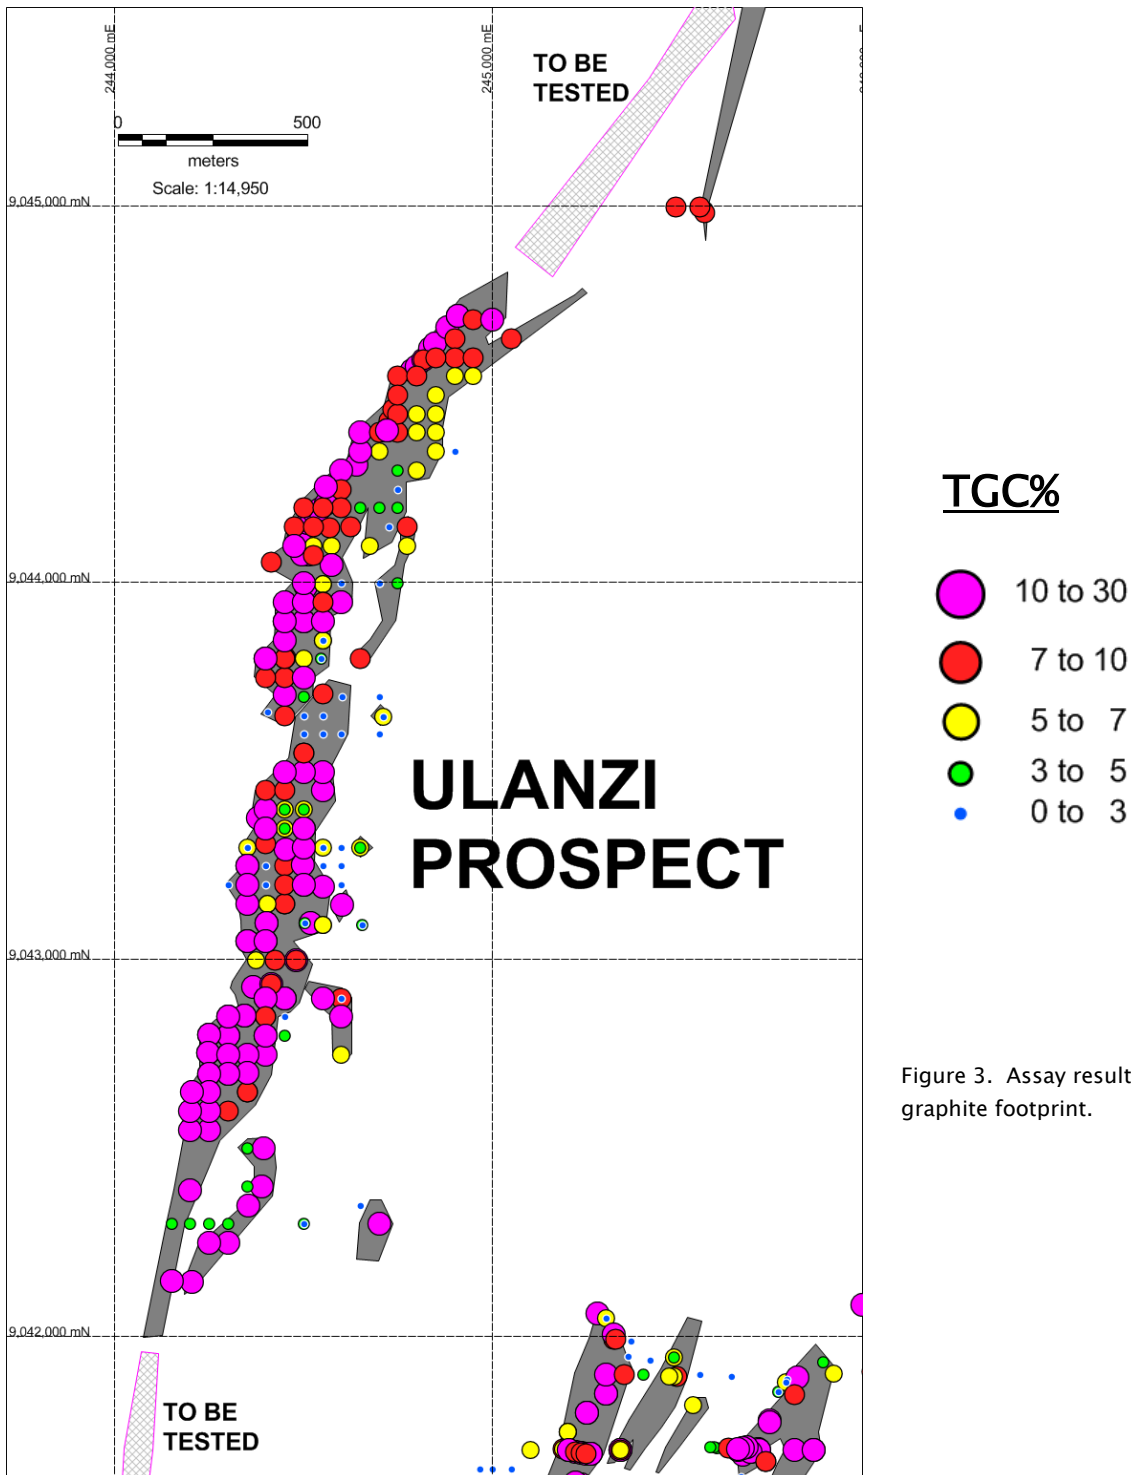 244,000 mE
245,000 mE
TO BE
TESTED
0 500
meters
Scale: 1:14,950
9,045,000 mN
TGC%
10 to 30
7 to 10
5 to 7
3 to 5
0 to 3
9,044,000 mN
ULANZI
PROSPECT
9,043,000 mN
Figure 3. Assay result
graphite footprint.
9,042,000 mN
TO BE
TESTED